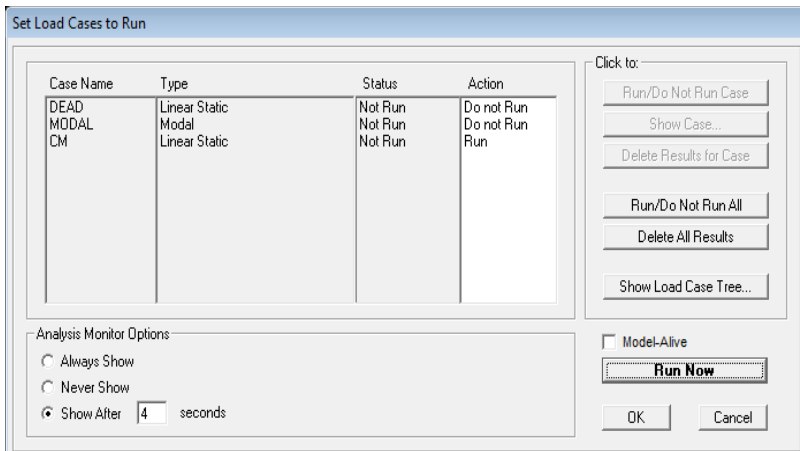 Set Load Cases to Run
Case Name Type Status Action
DEAD Linear Static Not Run Do not Run
MODAL Modal Not Run Do not Run
CM Linear Static Not Run Run
Click to:
Run/Do Not Run Case
Show Case...
Delete Results for Case
Run/Do Not Run All
Delete All Results
Show Load Case Tree...
Analysis Monitor Options
Always Show
Never Show
Show After 4 seconds
Model-Alive
Run Now
OK Cancel